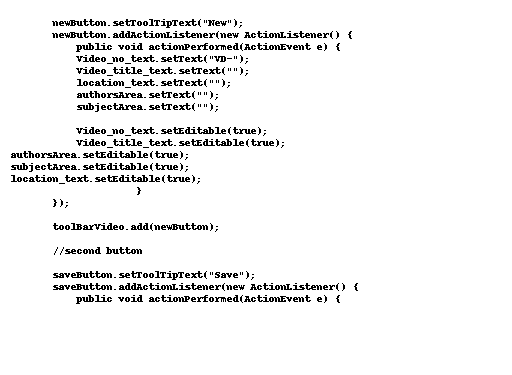 newButton.setToolTipText("New");
newButton.addActionListener(new ActionListener() {
public void actionPerformed(ActionEvent e) {
Video_no_text.setText("VD-");
Video_title_text.setText("");
location_text.setText("");
authorsArea.setText("");
subjectArea.setText("");
Video_no_text.setEditable(true);
Video_title_text.setEditable(true);
authorsArea.setEditable(true);
subjectArea.setEditable(true);
location_text.setEditable(true);
}
});
toolBarVideo.add(newButton);
//second button
saveButton.setToolTipText("Save");
saveButton.addActionListener(new ActionListener() {
public void actionPerformed(ActionEvent e) {